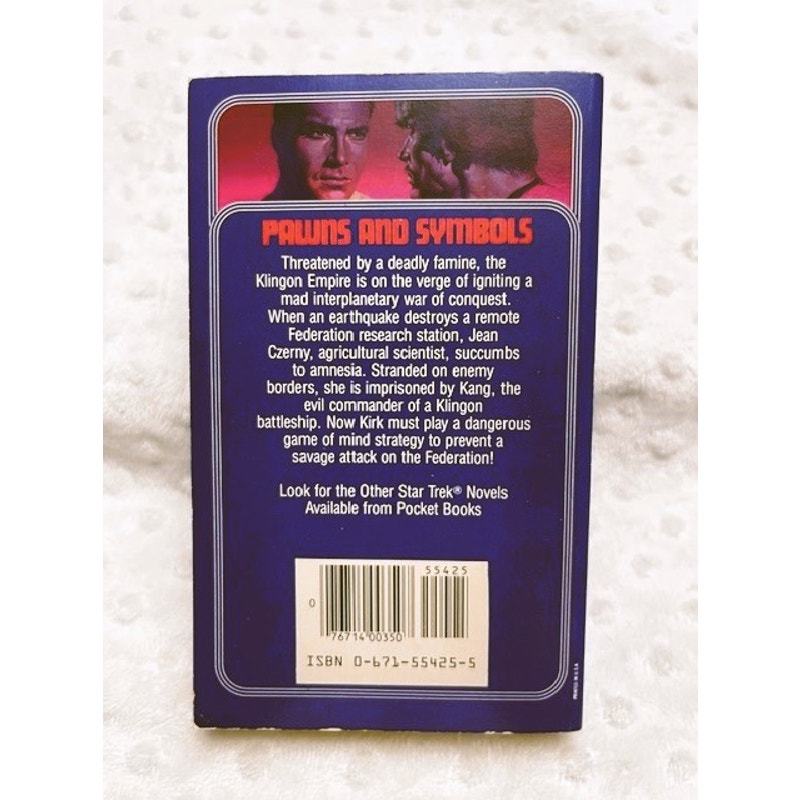 PAWNS AND SYMBOLS
Threatened by a deadly famine, the
Klingon Empire is on the verge of igniting a
mad interplanetary war of conquest.
When an earthquake destroys a remote
Federation research station, Jean
Czerny, agricultural scientist, succumbs
to amnesia. Stranded on enemy
borders, she is imprisoned by Kang, the
evil commander of a Klingon
battleship. Now Kirk must play a dangerous
game of mind strategy to prevent a
savage attack on the Federation!
Look for the Other Star Trek® Novels
Available from Pocket Books
55425
0
76714 00350
ISBN 0-671-55425-5
PRINTED IN U.S.A.